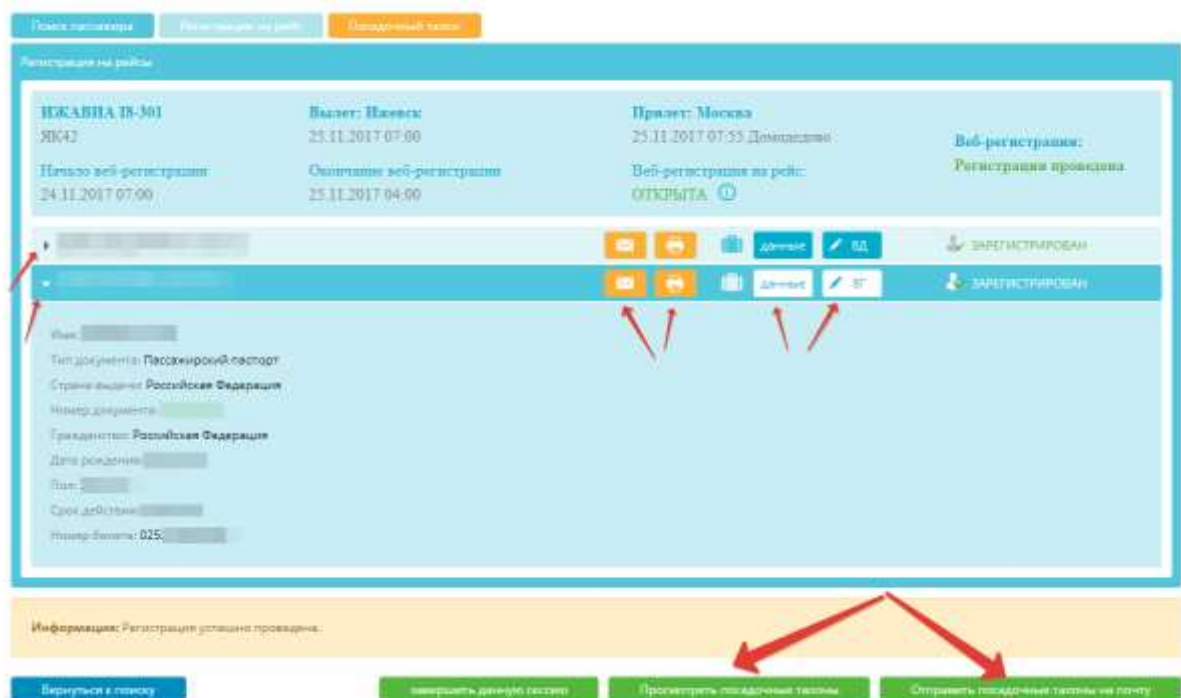 Поиск пассажира Регистрация на рейс Посадочный талон
Регистрация на рейсы
ИЖАВИА I8-301 Вылет: Ижевск Прилет: Москва
ЯК42 25.11.2017 07:00 25.11.2017 07:55 Домодедово
Веб-регистрация:
Начало веб-регистрации Окончание веб-регистрации Веб-регистрация на рейс: Регистрация проведена
24.11.2017 07:00 25.11.2017 04:00 ОТКРЫТА
данные ЗАРЕГИСТРИРОВАН
данные ЗАРЕГИСТРИРОВАН
Имя:
Тип документа: Пассажирский паспорт
Страна выдачи: Российская Федерация
Номер документа:
Гражданство: Российская Федерация
Дата рождения:
Пол:
Срок действия:
Номер билета: 025
Информация: Регистрация успешно проведена.
Вернуться к поиску завершить данную сессию Просмотреть посадочные талоны Отправить посадочные талоны на почту